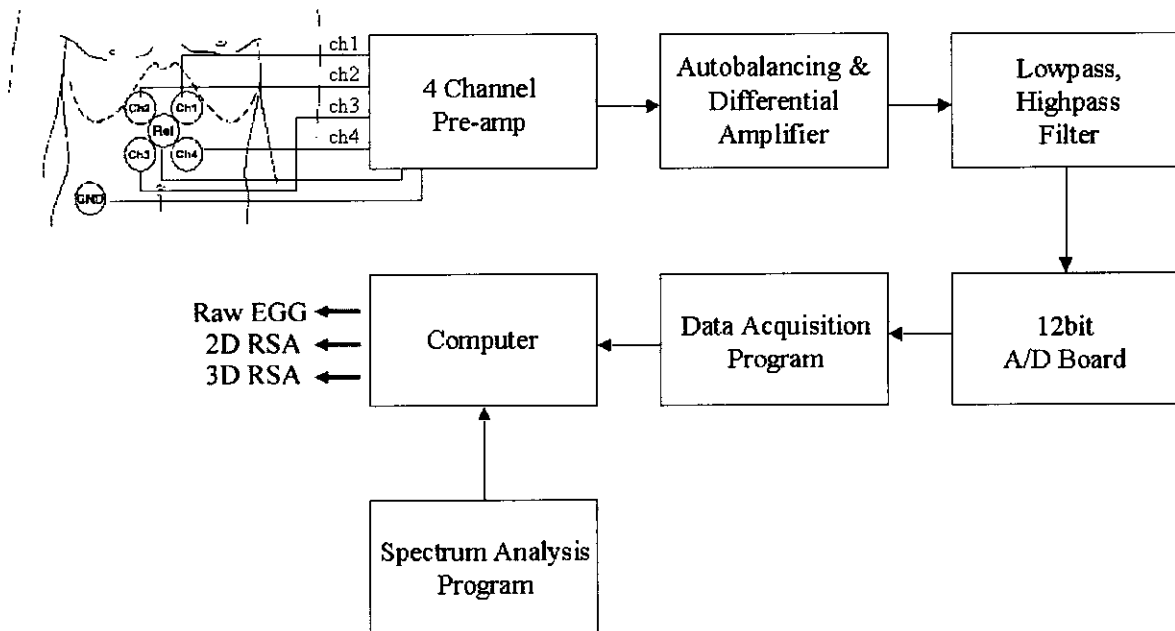 ch1
ch2
ch3
ch4
Ch2
Ch1
Ref
Ch3
Ch4
GND
4 Channel
Pre-amp
Autobalancing &
Differential
Amplifier
Lowpass,
Highpass
Filter
Raw EGG
2D RSA
3D RSA
Computer
Data Acquisition
Program
12bit
A/D Board
Spectrum Analysis
Program